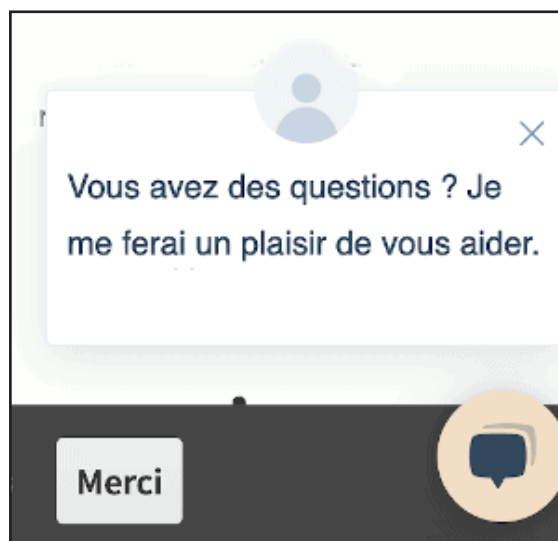 Vous avez des questions ? Je
me ferai un plaisir de vous aider.
Merci